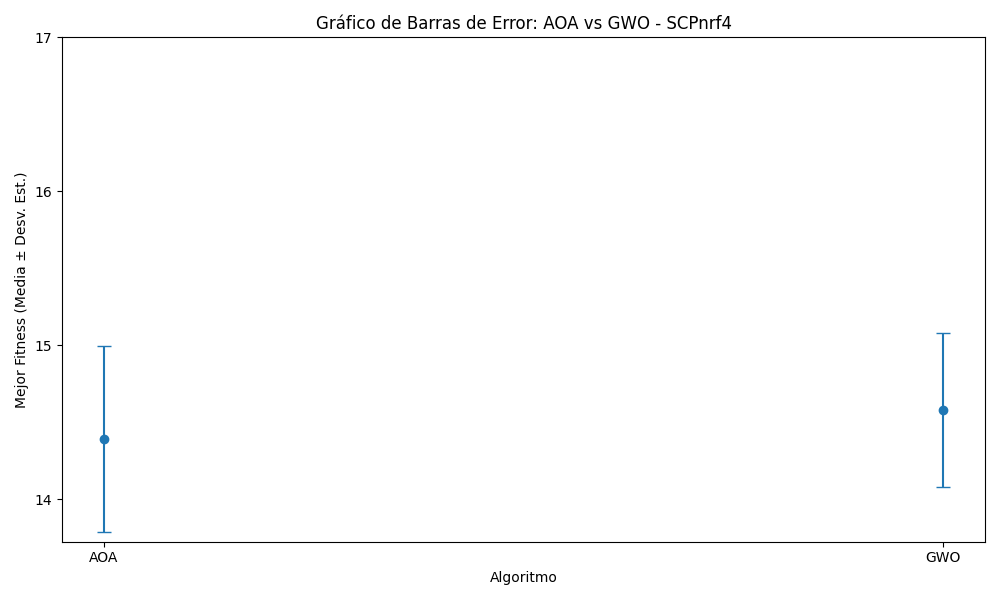 Gráfico de Barras de Error: AOA vs GWO - SCPnrf4
Mejor Fitness (Media ± Desv. Est.)
17
16
15
14
AOA
GWO
Algoritmo